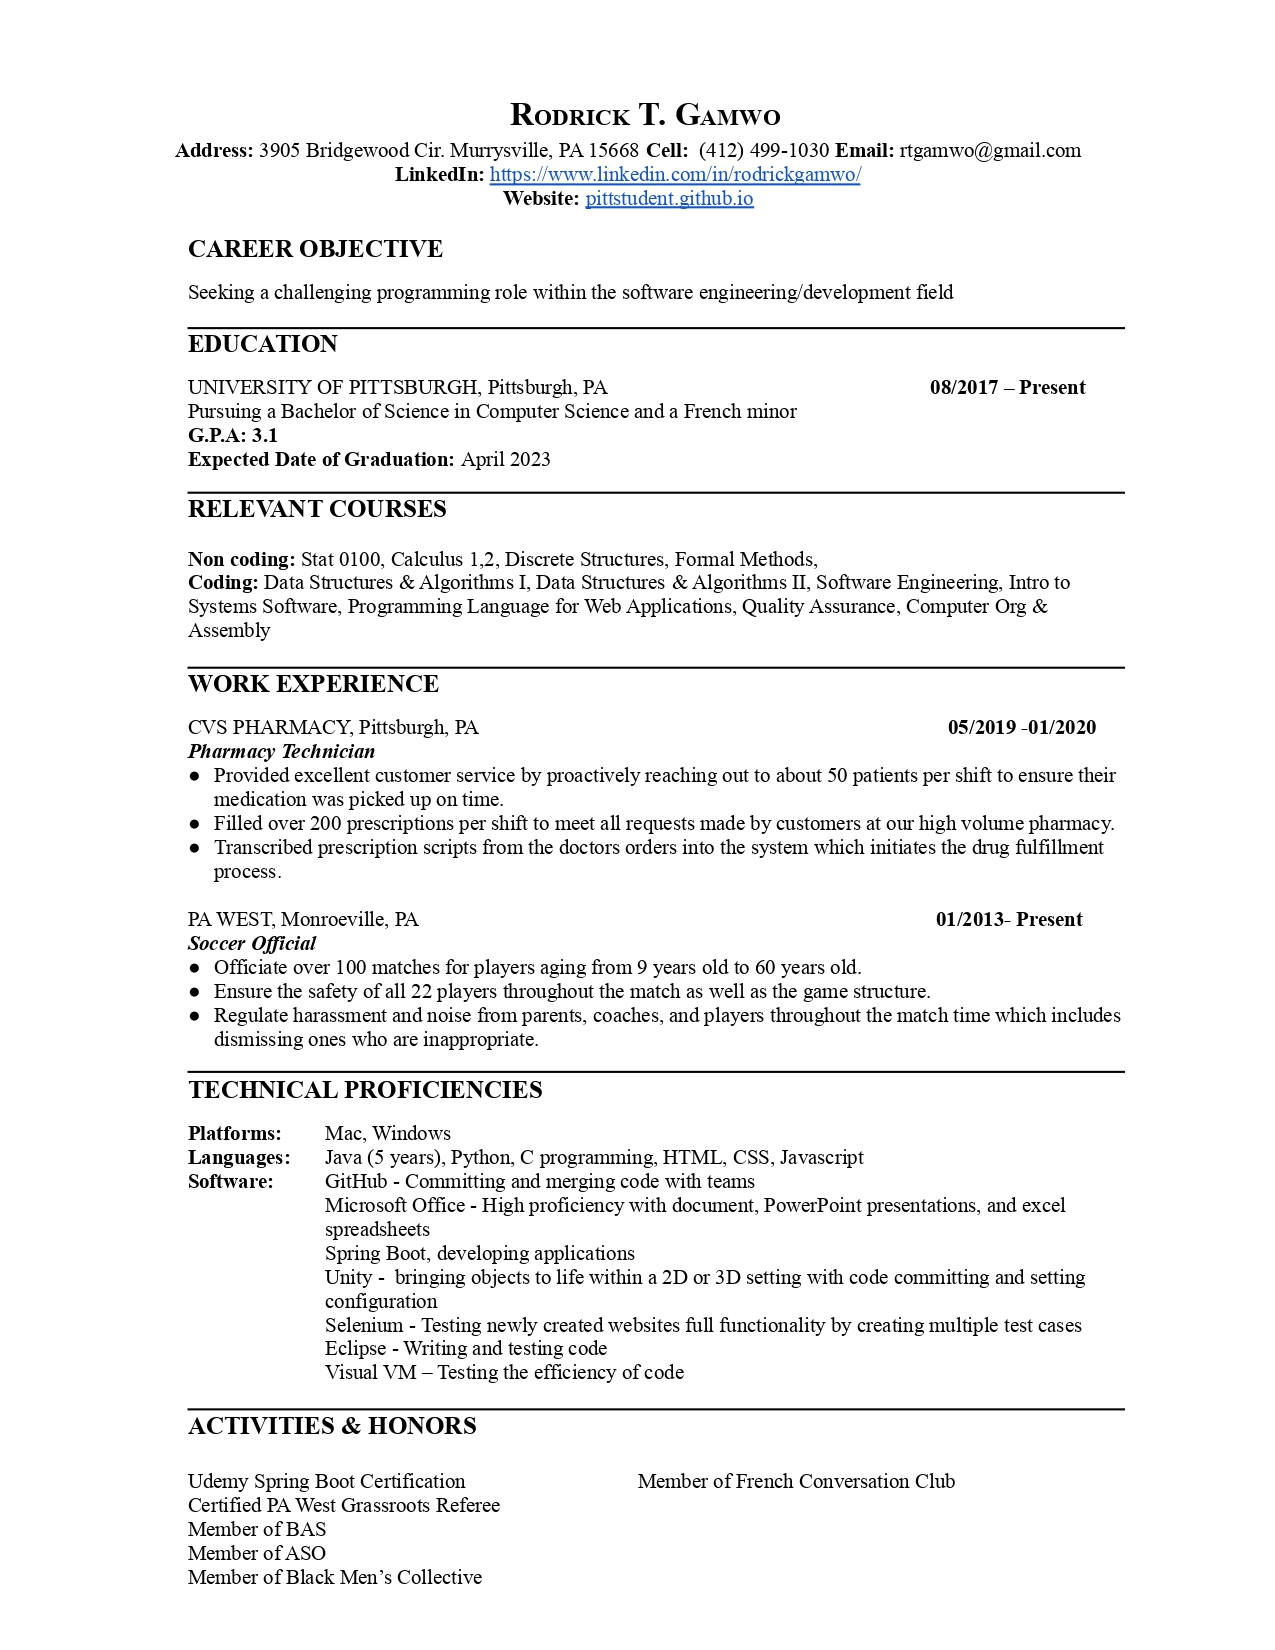 RODRICK T. GAMWO
Address: 3905 Bridgewood Cir. Murrysville, PA 15668 Cell:  (412) 499-1030 Email: rtgamwo@gmail.com
LinkedIn: https://www.linkedin.com/in/rodrickgamwo/
Website: pittstudent.github.io
CAREER OBJECTIVE
Seeking a challenging programming role within the software engineering/development field
EDUCATION
UNIVERSITY OF PITTSBURGH, Pittsburgh, PA 08/2017 – Present
Pursuing a Bachelor of Science in Computer Science and a French minor
G.P.A: 3.1
Expected Date of Graduation: April 2023
RELEVANT COURSES
Non coding: Stat 0100, Calculus 1,2, Discrete Structures, Formal Methods,
Coding: Data Structures & Algorithms I, Data Structures & Algorithms II, Software Engineering, Intro to
Systems Software, Programming Language for Web Applications, Quality Assurance, Computer Org &
Assembly
WORK EXPERIENCE
CVS PHARMACY, Pittsburgh, PA 05/2019 -01/2020
Pharmacy Technician
● Provided excellent customer service by proactively reaching out to about 50 patients per shift to ensure their
medication was picked up on time.
● Filled over 200 prescriptions per shift to meet all requests made by customers at our high volume pharmacy.
● Transcribed prescription scripts from the doctors orders into the system which initiates the drug fulfillment
process.
PA WEST, Monroeville, PA 01/2013- Present
Soccer Official
● Officiate over 100 matches for players aging from 9 years old to 60 years old.
● Ensure the safety of all 22 players throughout the match as well as the game structure.
● Regulate harassment and noise from parents, coaches, and players throughout the match time which includes
dismissing ones who are inappropriate.
TECHNICAL PROFICIENCIES
Platforms: Mac, Windows
Languages: Java (5 years), Python, C programming, HTML, CSS, Javascript
Software: GitHub - Committing and merging code with teams
Microsoft Office - High proficiency with document, PowerPoint presentations, and excel
spreadsheets
Spring Boot, developing applications
Unity -  bringing objects to life within a 2D or 3D setting with code committing and setting
configuration
Selenium - Testing newly created websites full functionality by creating multiple test cases
Eclipse - Writing and testing code
Visual VM – Testing the efficiency of code
ACTIVITIES & HONORS
Udemy Spring Boot Certification Member of French Conversation Club
Certified PA West Grassroots Referee
Member of BAS
Member of ASO
Member of Black Men’s Collective